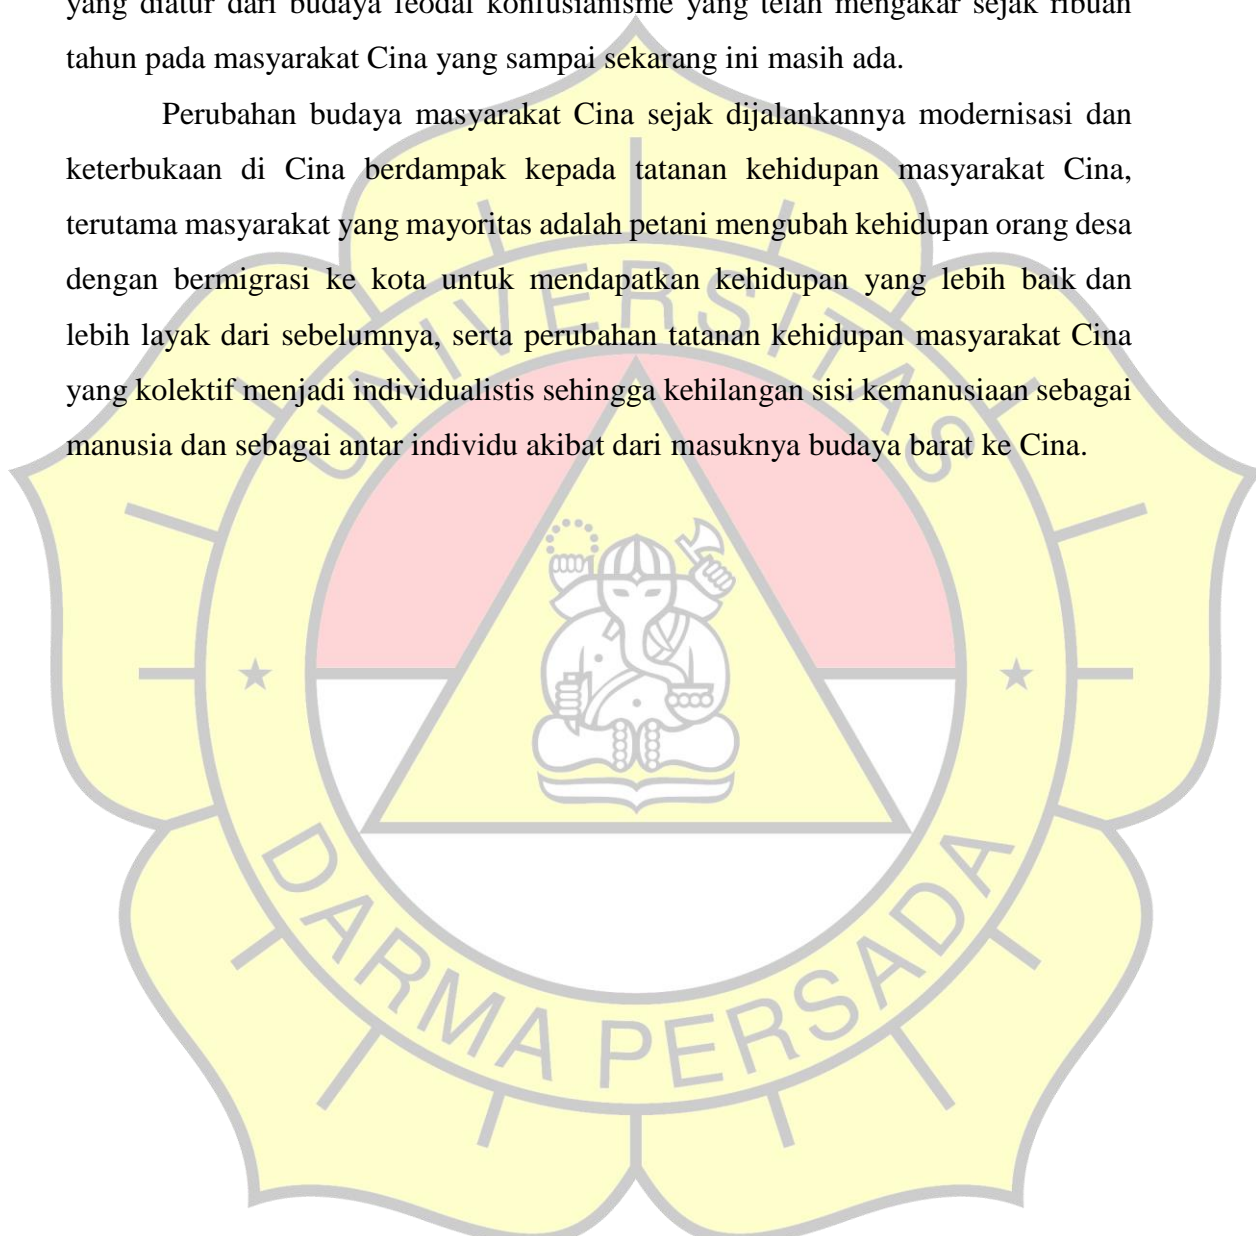 yang diatur dari budaya feodal konfusianisme yang telah mengakar sejak ribuan
tahun pada masyarakat Cina yang sampai sekarang ini masih ada.
Perubahan budaya masyarakat Cina sejak dijalankannya modernisasi dan
keterbukaan di Cina berdampak kepada tatanan kehidupan masyarakat Cina,
terutama masyarakat yang mayoritas adalah petani mengubah kehidupan orang desa
dengan bermigrasi ke kota untuk mendapatkan kehidupan yang lebih baik dan
lebih layak dari sebelumnya, serta perubahan tatanan kehidupan masyarakat Cina
yang kolektif menjadi individualistis sehingga kehilangan sisi kemanusiaan sebagai
manusia dan sebagai antar individu akibat dari masuknya budaya barat ke Cina.
UNIVERSITAS
DARMA PERSADA